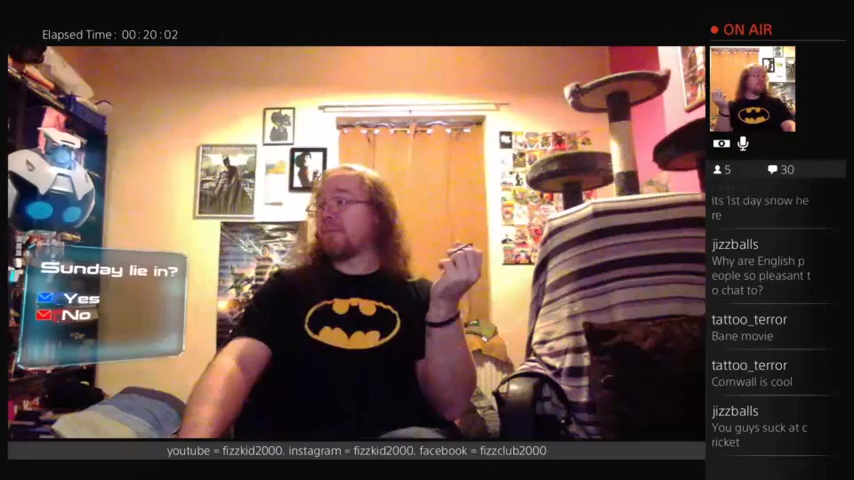 Elapsed Time : 00:20:02
ON AIR
5
30
Its 1st day snow he
re
jizzballs
Why are English p
eople so pleasant t
o chat to?
tattoo_terror
Bane movie
tattoo_terror
Cornwall is cool
jizzballs
You guys suck at c
ricket
Sunday lie in?
Yes
No
youtube = fizzkid2000. instagram = fizzkid2000. facebook = fizzclub2000